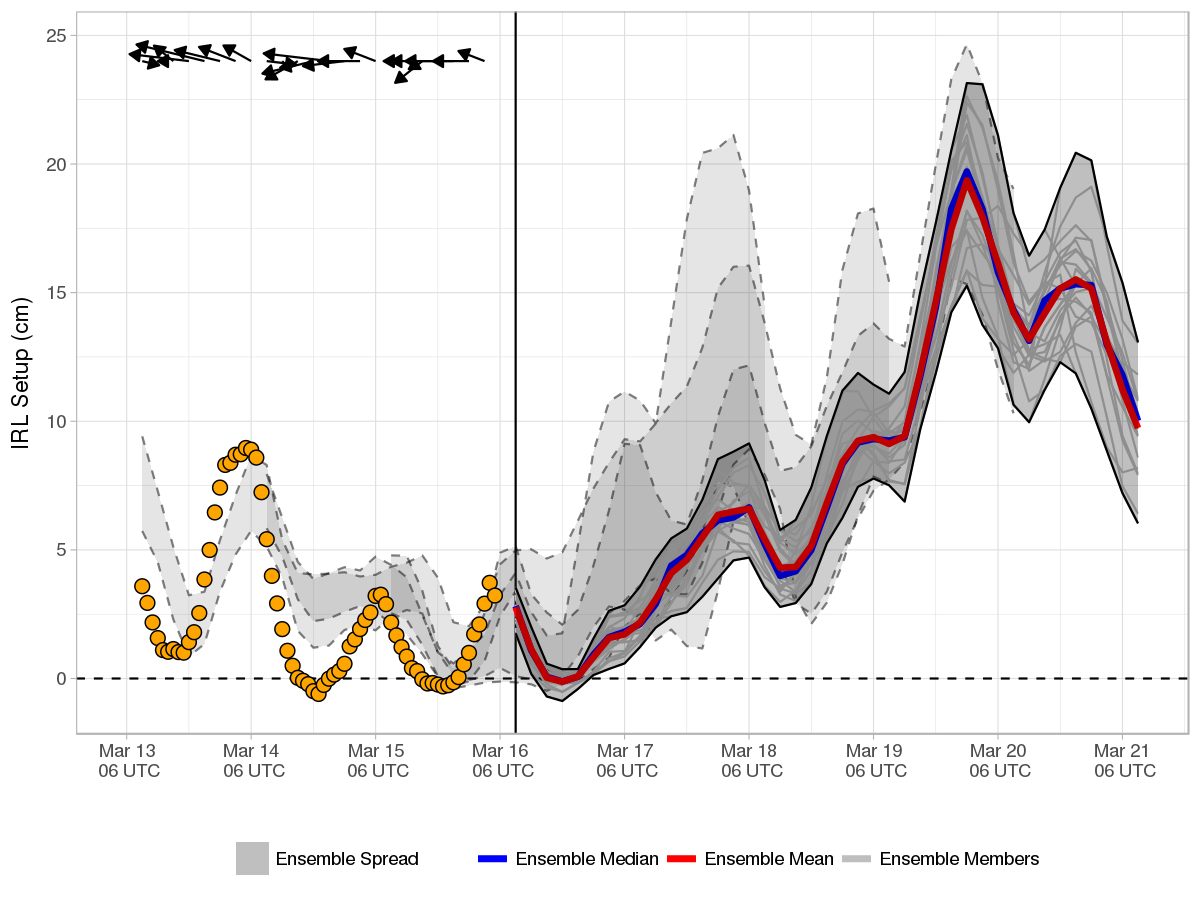 25
20
15
10
5
0
IRL Setup (cm)
Mar 13
06 UTC
Mar 14
06 UTC
Mar 15
06 UTC
Mar 16
06 UTC
Mar 17
06 UTC
Mar 18
06 UTC
Mar 19
06 UTC
Mar 20
06 UTC
Mar 21
06 UTC
Ensemble Spread
Ensemble Median
Ensemble Mean
Ensemble Members